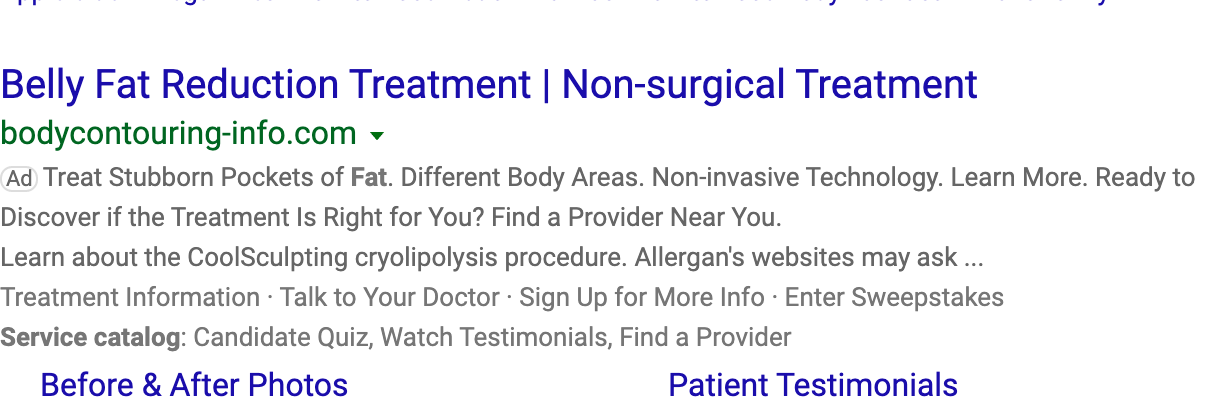 Belly Fat Reduction Treatment | Non-surgical Treatment
bodycontouring-info.com
Ad Treat Stubborn Pockets of Fat. Different Body Areas. Non-invasive Technology. Learn More. Ready to
Discover if the Treatment Is Right for You? Find a Provider Near You.
Learn about the CoolSculpting cryolipolysis procedure. Allergan's websites may ask ...
Treatment Information · Talk to Your Doctor · Sign Up for More Info · Enter Sweepstakes
Service catalog: Candidate Quiz, Watch Testimonials, Find a Provider
Before & After Photos
Patient Testimonials